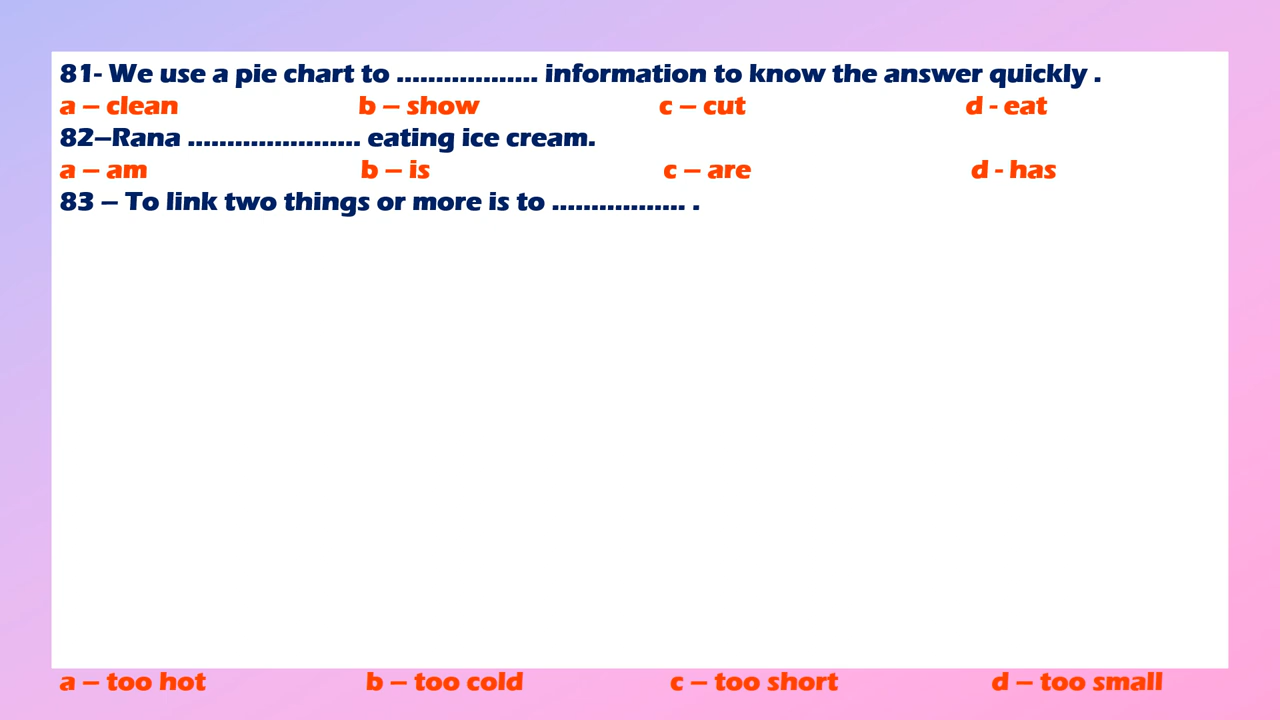 81- We use a pie chart to .................. information to know the answer quickly .
a – clean b – show c – cut d - eat
82–Rana ...................... eating ice cream.
a – am b – is c – are d - has
83 – To link two things or more is to ................. .
a – too hot b – too cold c – too short d – too small